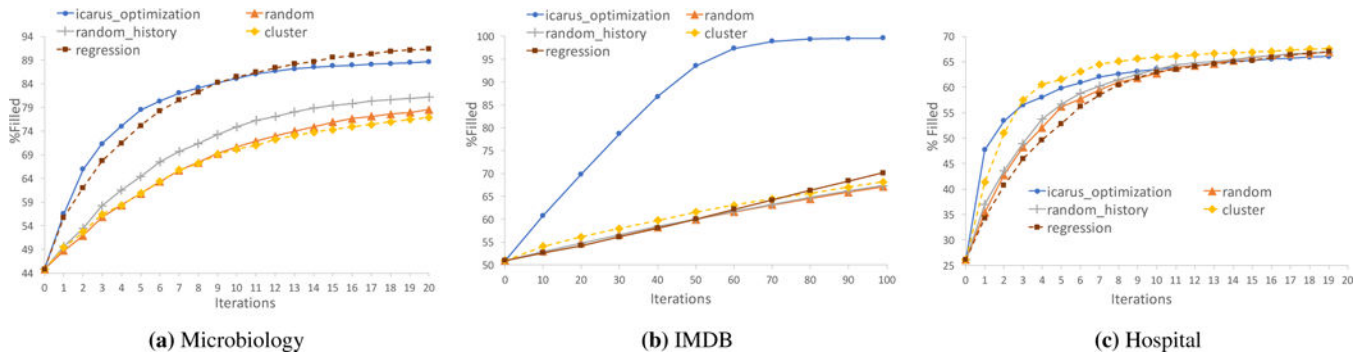 icarus_optimization random
random_history cluster
regression
94
89
84
79
74
69
64
59
54
49
44
%Filled
0 1 2 3 4 5 6 7 8 9 10 11 12 13 14 15 16 17 18 19 20
Iterations
(a) Microbiology
icarus_optimization random
random_history cluster
regression
100
95
90
85
80
75
70
65
60
55
50
%Filled
0 10 20 30 40 50 60 70 80 90 100
Iterations
(b) IMDB
70
65
60
55
50
45
40
35
30
25
% Filled
icarus_optimization random
random_history cluster
regression
0 1 2 3 4 5 6 7 8 9 10 11 12 13 14 15 16 17 18 19 20
Iterations
(c) Hospital